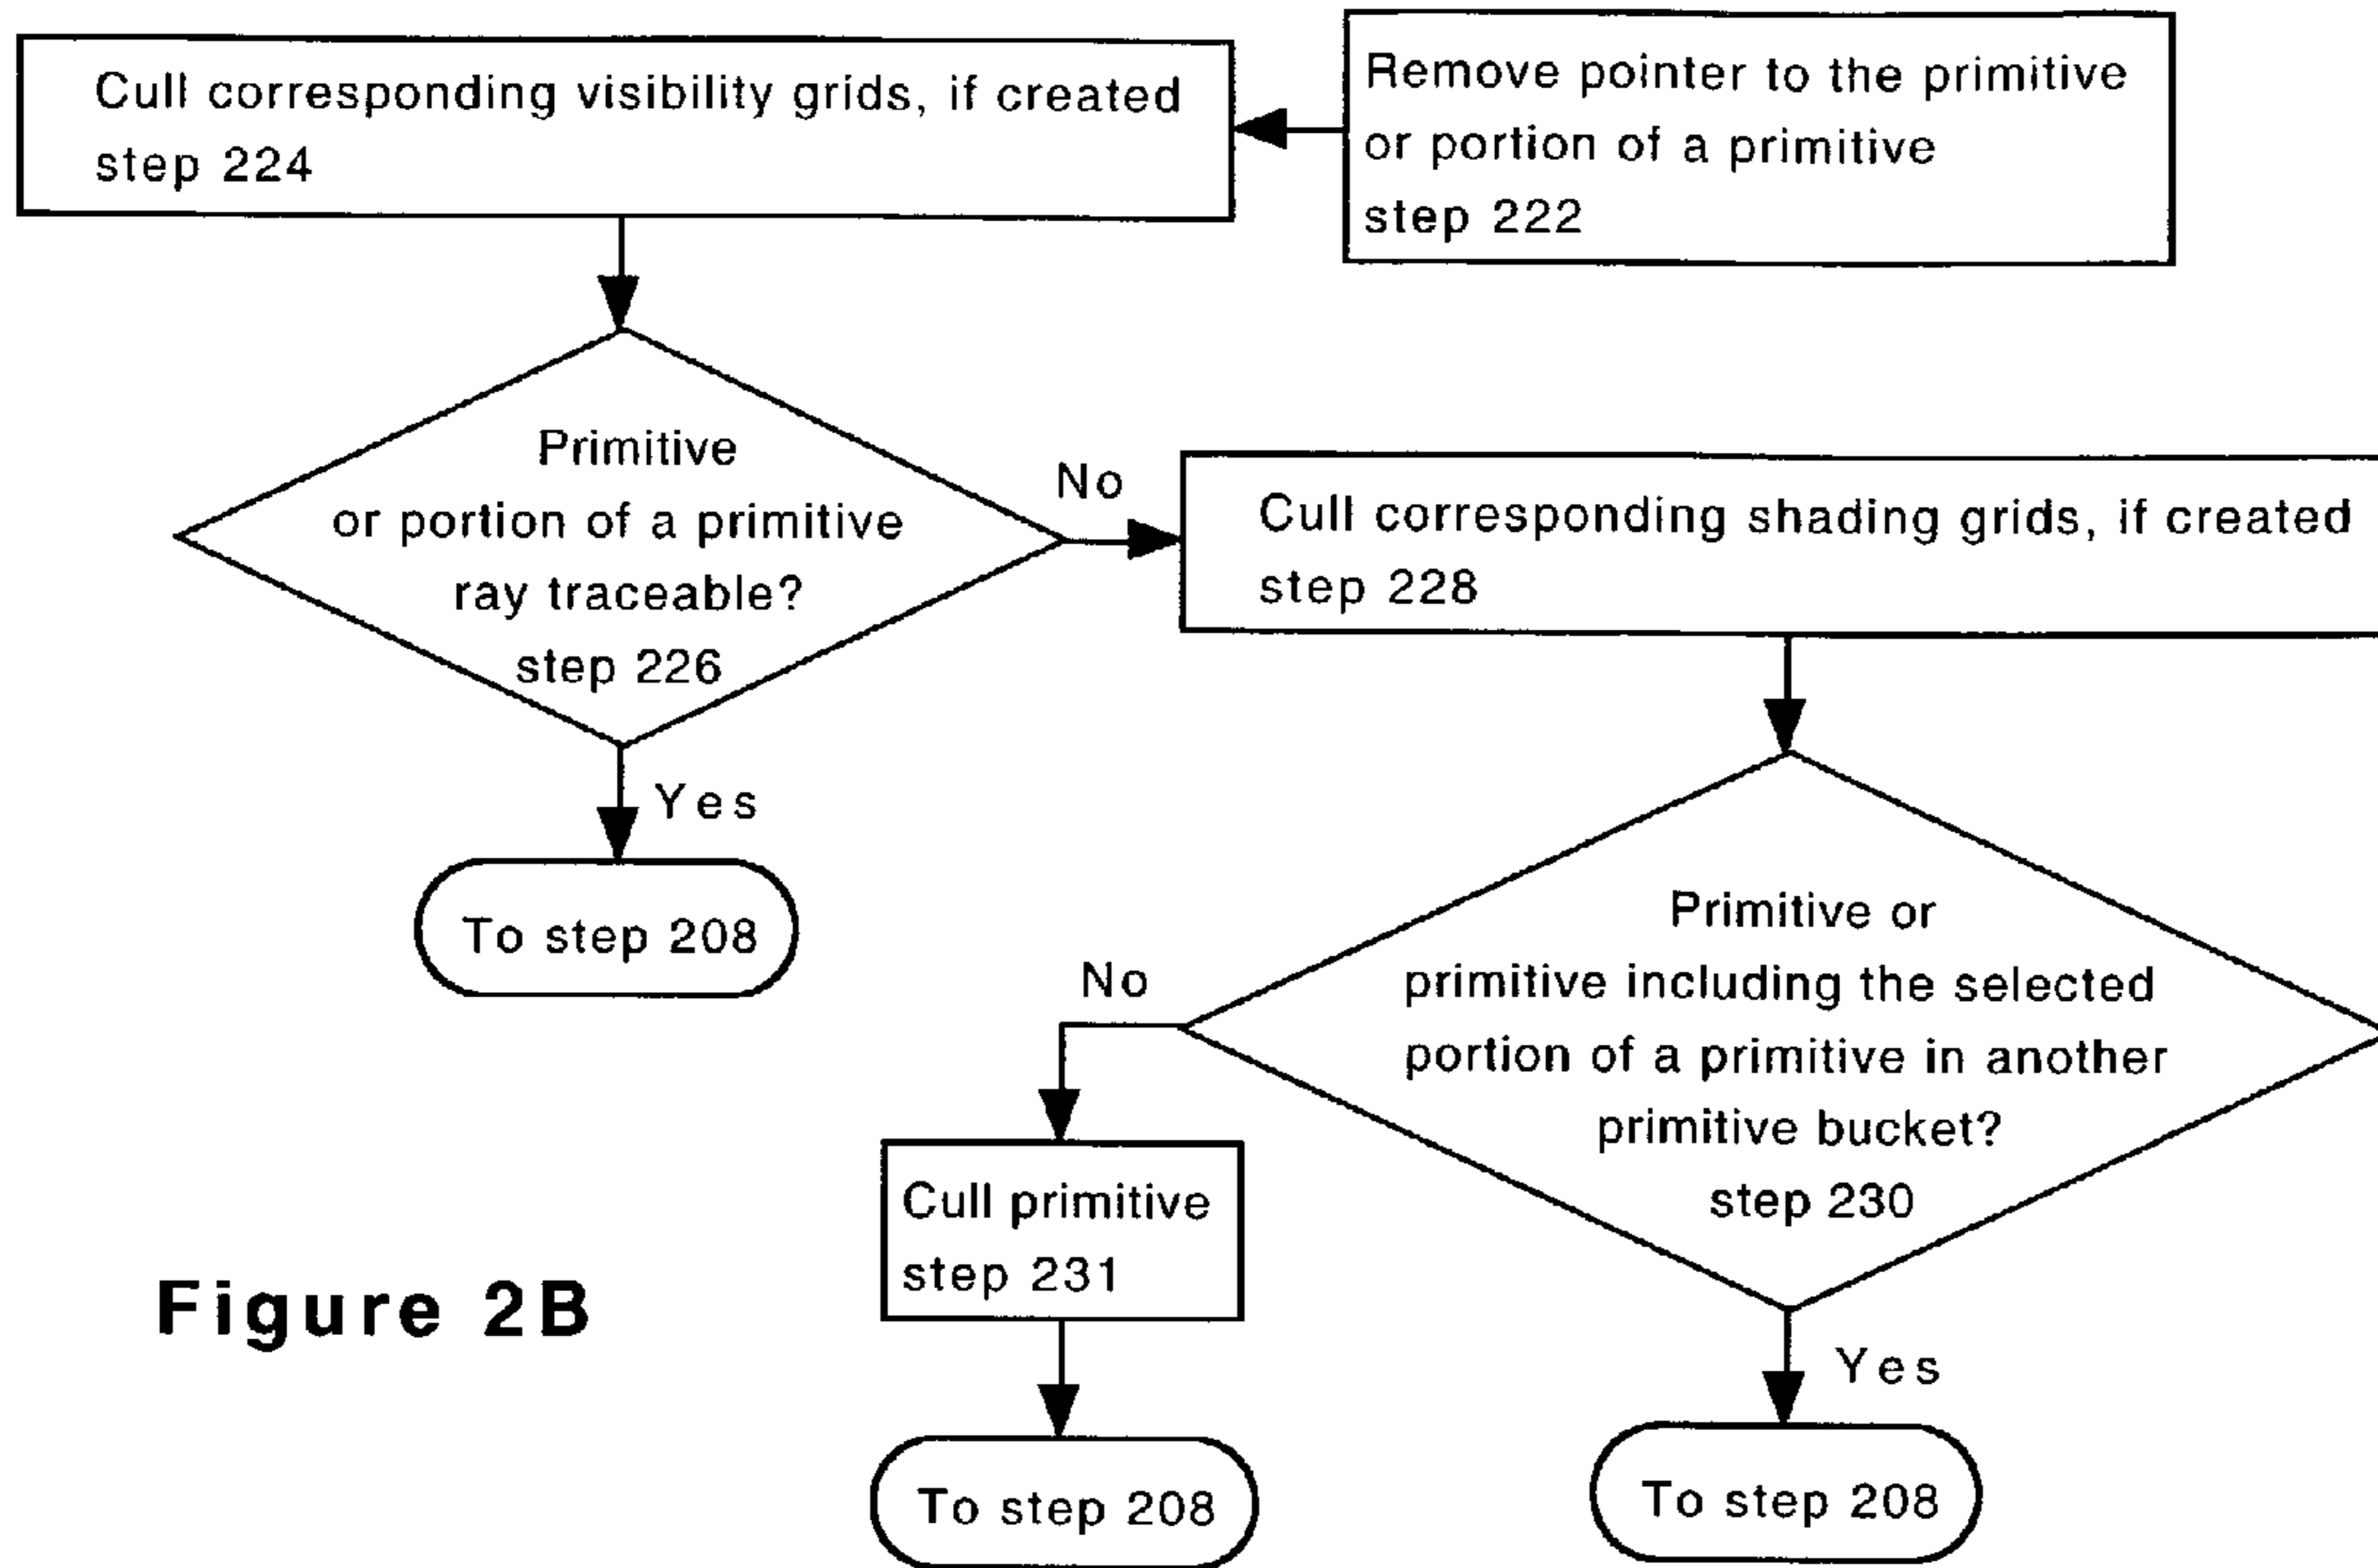 Remove pointer to the primitive
or portion of a primitive
step 222
Cull corresponding visibility grids, if created
step 224
Primitive
or portion of a primitive
ray traceable?
step 226
No
Yes
To step 208
Cull corresponding shading grids, if created
step 228
Primitive or
primitive including the selected
portion of a primitive in another
primitive bucket?
step 230
No
Yes
Cull primitive
step 231
To step 208
To step 208
Figure 2B